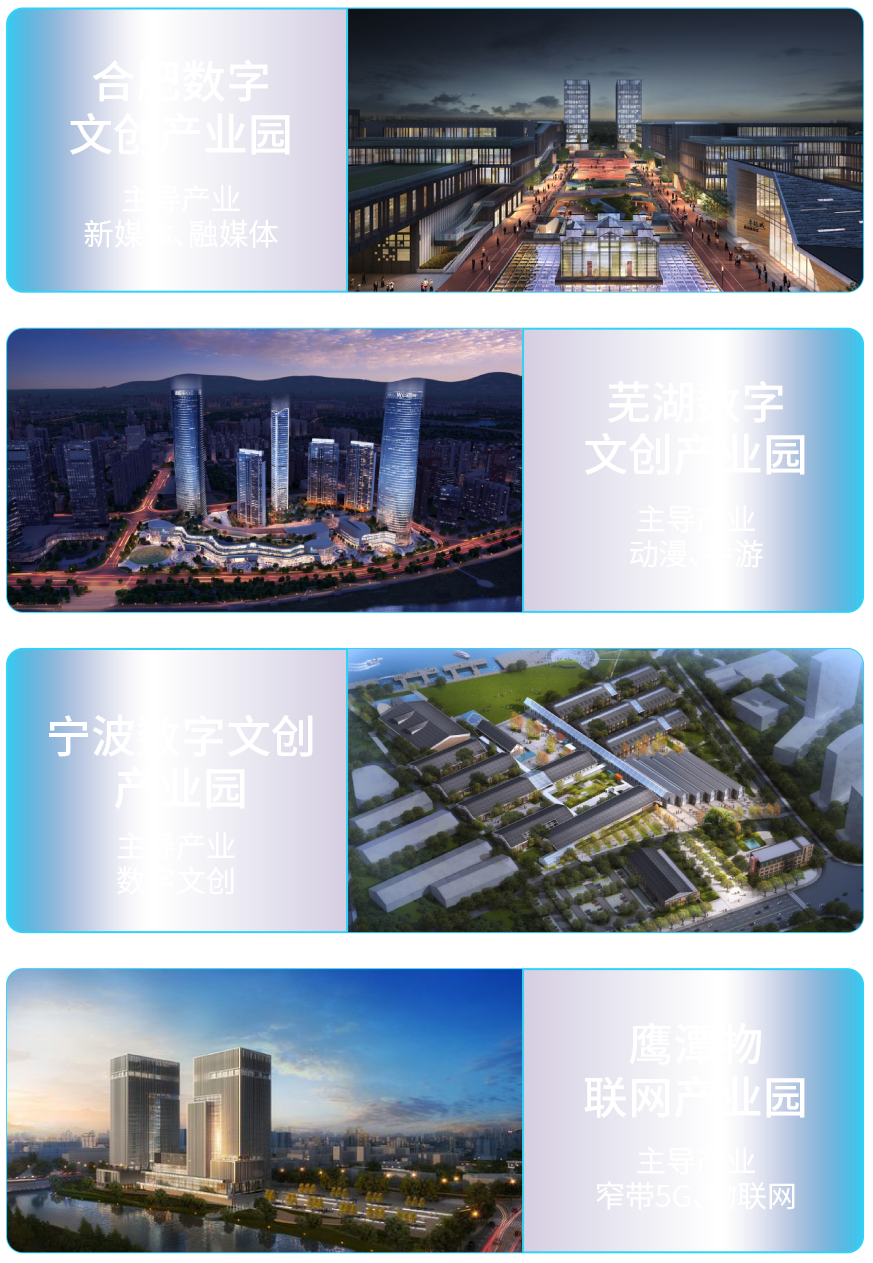 合肥数字
文创产业园
主导产业
新媒体、融媒体
芜湖数字
文创产业园
主导产业
动漫、手游
宁波数字文创
产业园
主导产业
数字文创
鹰潭物
联网产业园
主导产业
窄带5G、物联网